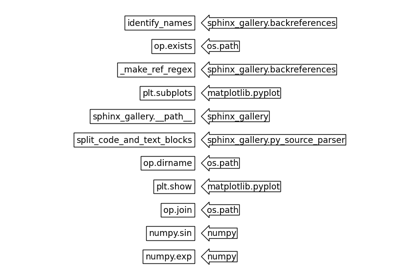 identify_names sphinx_gallery.backreferences
op.exists os.path
_make_ref_regex sphinx_gallery.backreferences
plt.subplots matplotlib.pyplot
sphinx_gallery.__path__ sphinx_gallery
split_code_and_text_blocks sphinx_gallery.py_source_parser
op.dirname os.path
plt.show matplotlib.pyplot
op.join os.path
numpy.sin numpy
numpy.exp numpy